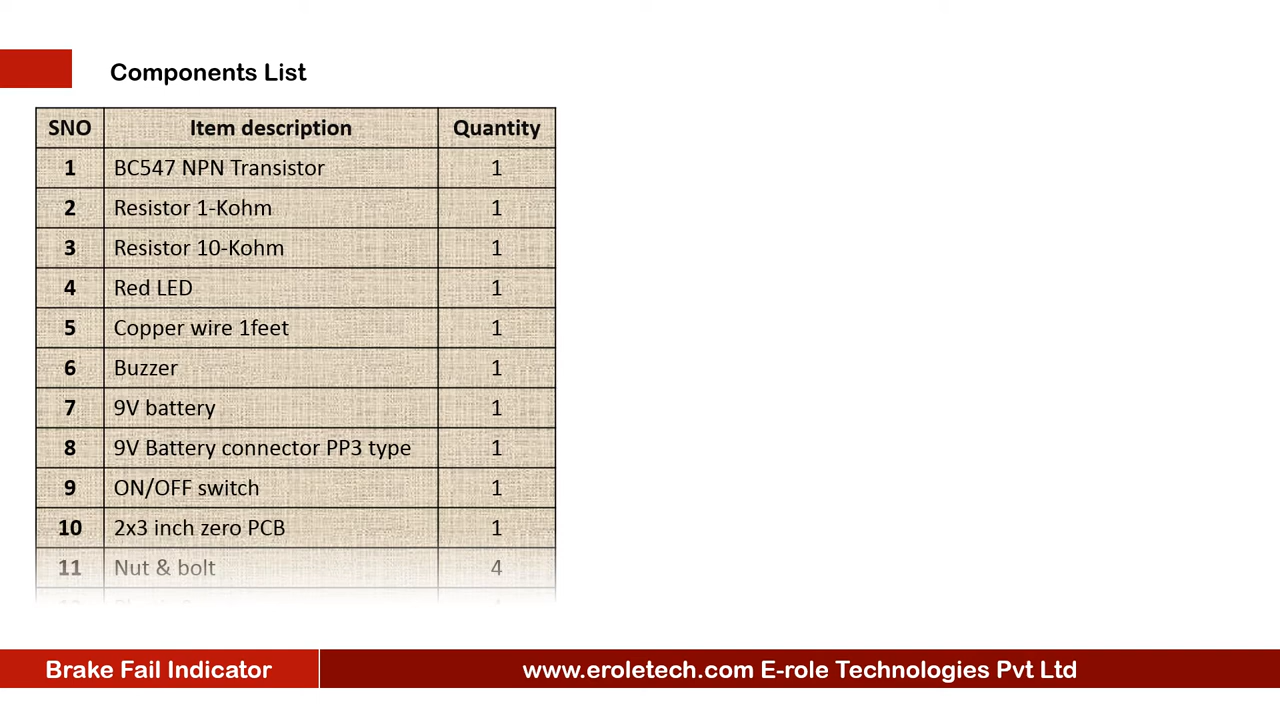 Components List
SNO Item description Quantity
1 BC547 NPN Transistor 1
2 Resistor 1-Kohm 1
3 Resistor 10-Kohm 1
4 Red LED 1
5 Copper wire 1feet 1
6 Buzzer 1
7 9V battery 1
8 9V Battery connector PP3 type 1
9 ON/OFF switch 1
10 2x3 inch zero PCB 1
11 Nut & bolt 4
Brake Fail Indicator www.eroletech.com E-role Technologies Pvt Ltd